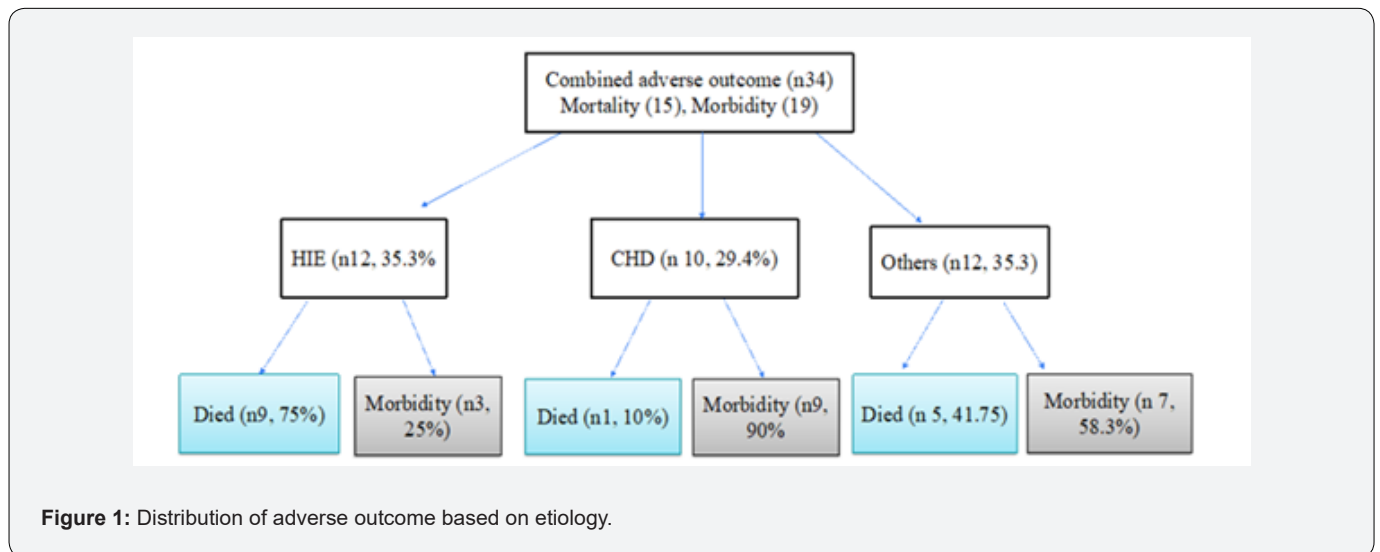 Combined adverse outcome (n34)
Mortality (15), Morbidity (19)
HIE (n12, 35.3%
CHD (n 10, 29.4%)
Others (n12, 35.3)
Died (n9, 75%)
Morbidity (n3,
25%)
Died (n1, 10%)
Morbidity (n9,
90%
Died (n 5, 41.75)
Morbidity (n 7,
58.3%)
Figure 1: Distribution of adverse outcome based on etiology.